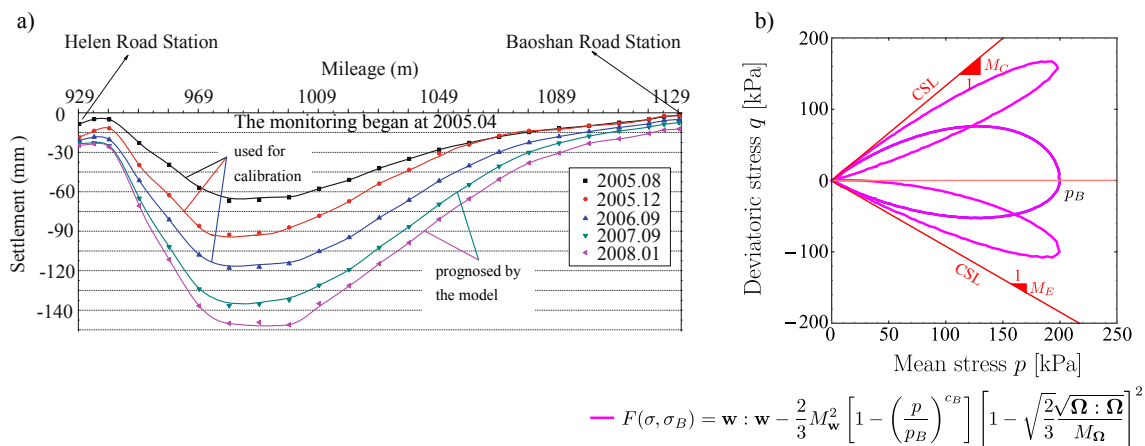 a)
Helen Road Station
Baoshan Road Station
Mileage (m)
929 969 1009 1049 1089 1129
The monitoring began at 2005.04
0
-30
-60
-90
-120
-140
Settlement (mm)
used for
calibration
2005.08
2005.12
2006.09
2007.09
2008.01
prognosed by
the model
b)
200
100
0
−100
−200
Deviatoric stress q [kPa]
CSL
M_C
1
p_B
CSL
1
M_E
0 50 100 150 200 250
Mean stress p [kPa]
F(σ, σ_B) = w : w − 2/3 M_w^2 [1 − (p/p_B)^{c_B}] [1 − √(2/3) √(Ω : Ω)/M_Ω]^2